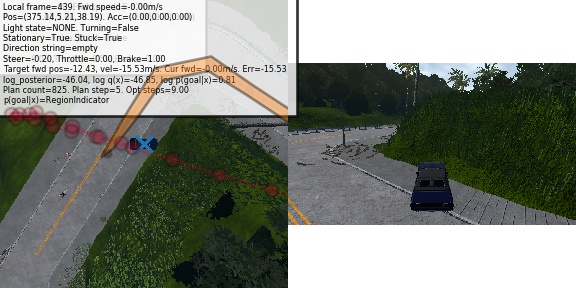 Local frame=439. Fwd speed=-0.00m/s.
Pos=(375.14,5.21,38.19). Acc=(0.00,0.00,0.00)
Light state=NONE. Turning=False
Stationary=True. Stuck=True
Direction string=empty
Steer=-0.20, Throttle=0.00, Brake=1.00
Target fwd pos=-12.43, vel=-15.53m/s. Cur fwd=-0.00m/s. Err=-15.53
log_posterior=-46.04, log q(x)=-46.85, log p(goal|x)=0.81
Plan count=825. Plan step=5. Opt steps=9.00
p(goal|x)=RegionIndicator